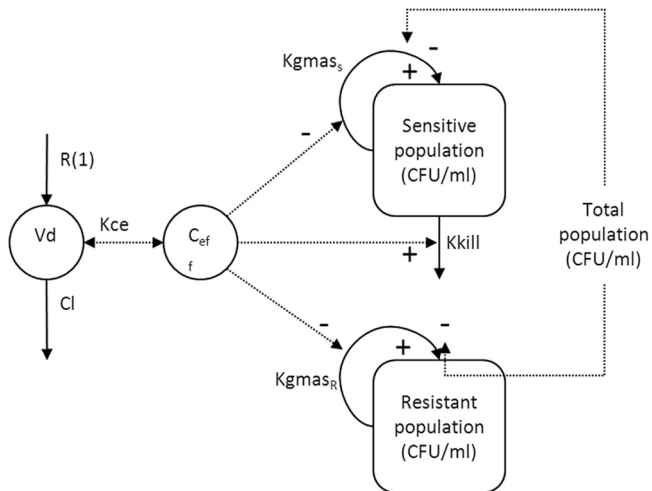 Kgmass
-
+
Sensitive
population
(CFU/ml)
-
R(1)
Vd
Kce
Cef
f
+
Kkill
Total
population
(CFU/ml)
Cl
-
-
+
KgmasR
Resistant
population
(CFU/ml)